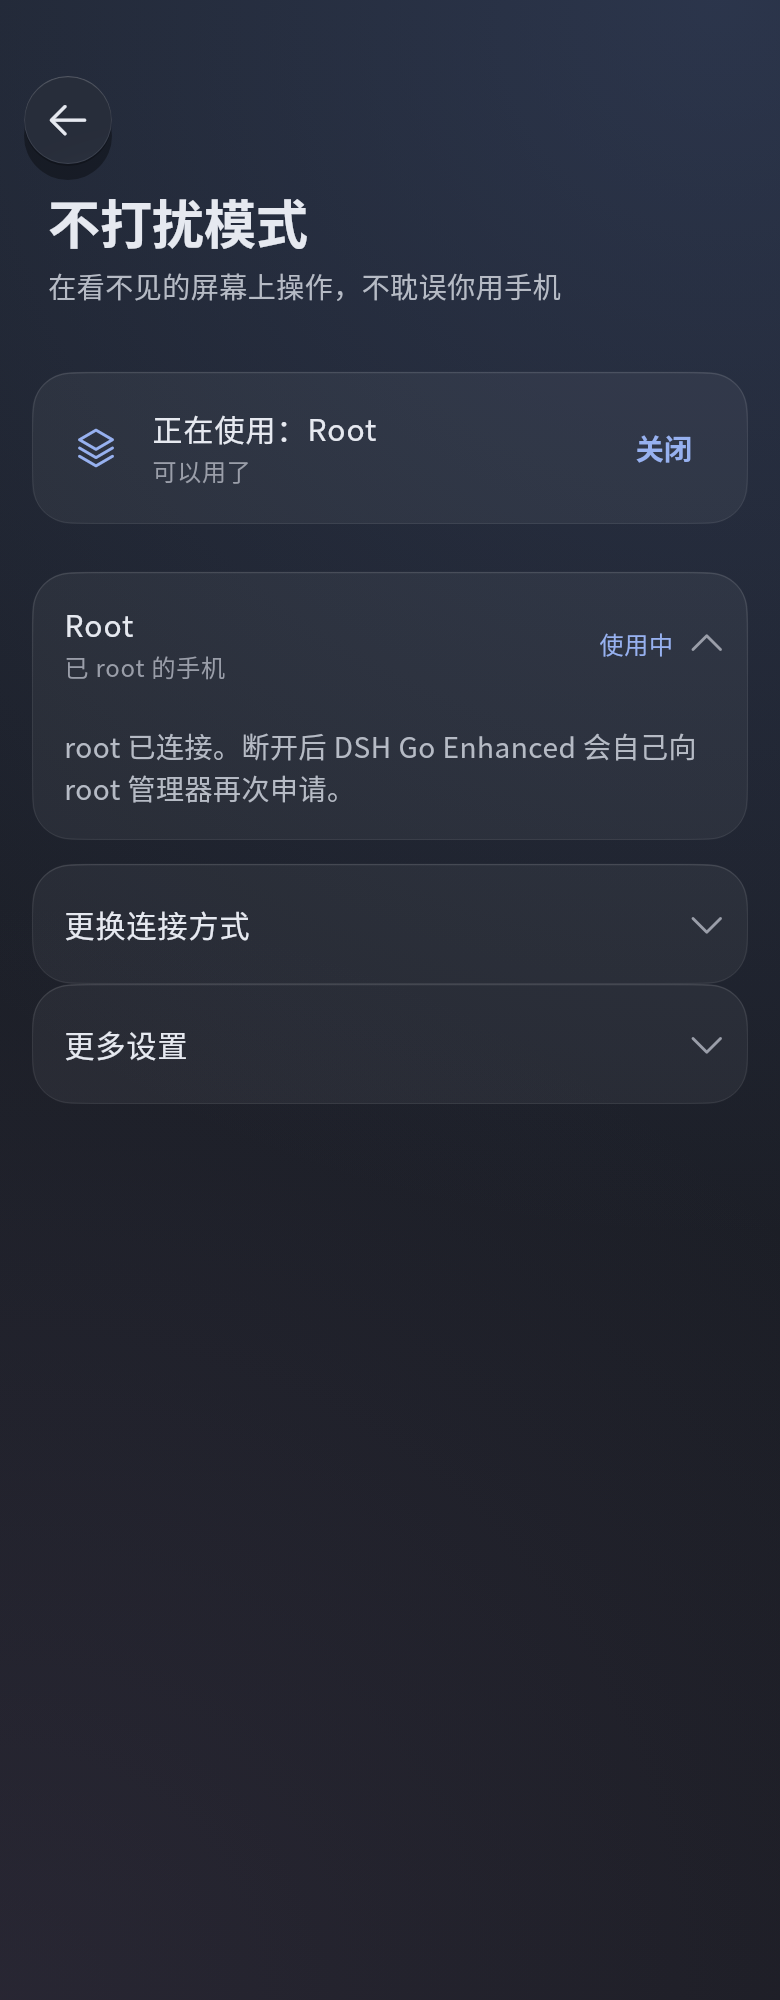 不打扰模式
在看不见的屏幕上操作，不耽误你用手机
正在使用：Root
可以用了
关闭
Root
已 root 的手机
使用中
root 已连接。断开后 DSH Go Enhanced 会自己向
root 管理器再次申请。
更换连接方式
更多设置